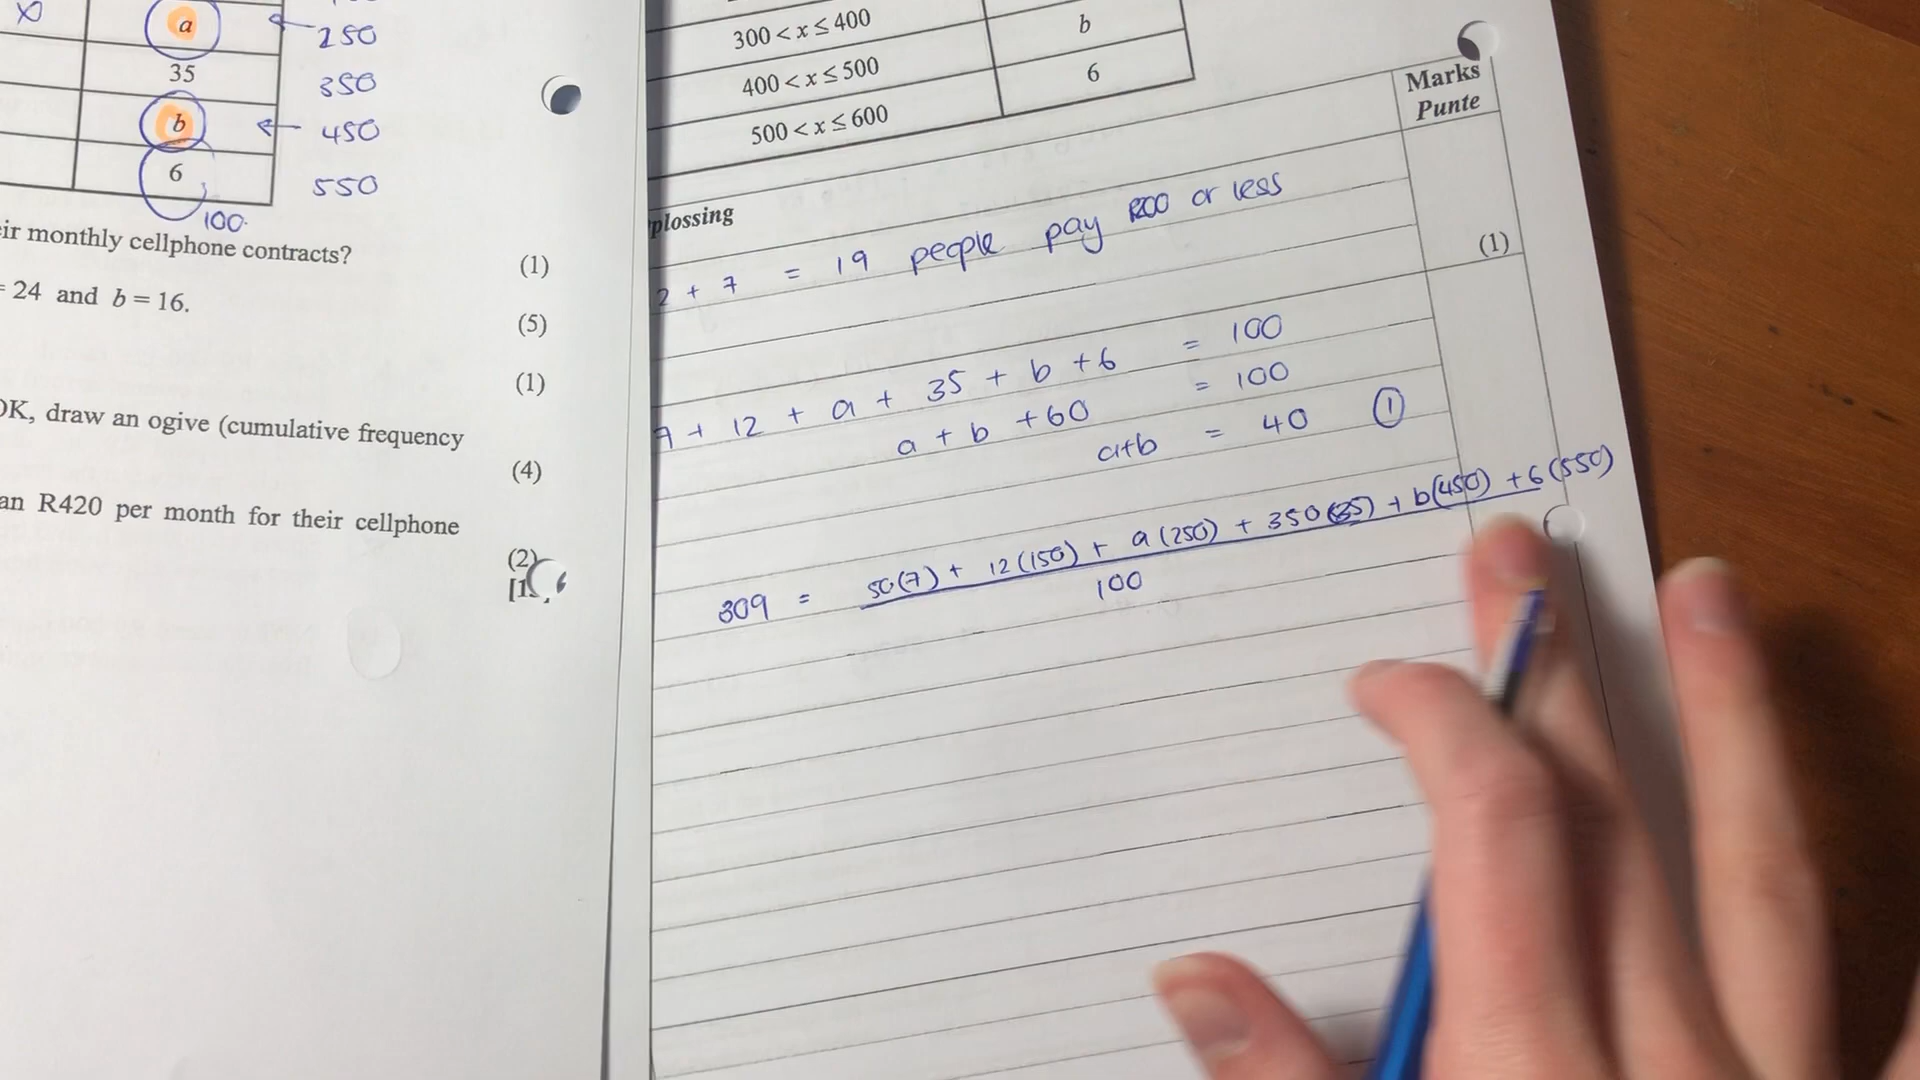 a
250
35
350
b
450
6
550
100
ir monthly cellphone contracts?
(1)
= 24 and b = 16.
(5)
(1)
OK, draw an ogive (cumulative frequency
(4)
an R420 per month for their cellphone
(2)
300 < x ≤ 400
b
400 < x ≤ 500
6
500 < x ≤ 600
Marks
Punte
plossing
2 + 7 = 19 people pay R200 or less
(1)
7 + 12 + a + 35 + b + 6 = 100
a + b + 60 = 100
a+b = 40 ①
309 = 50(7) + 12(150) + a(250) + 350(35) + b(450) + 6(550)
100